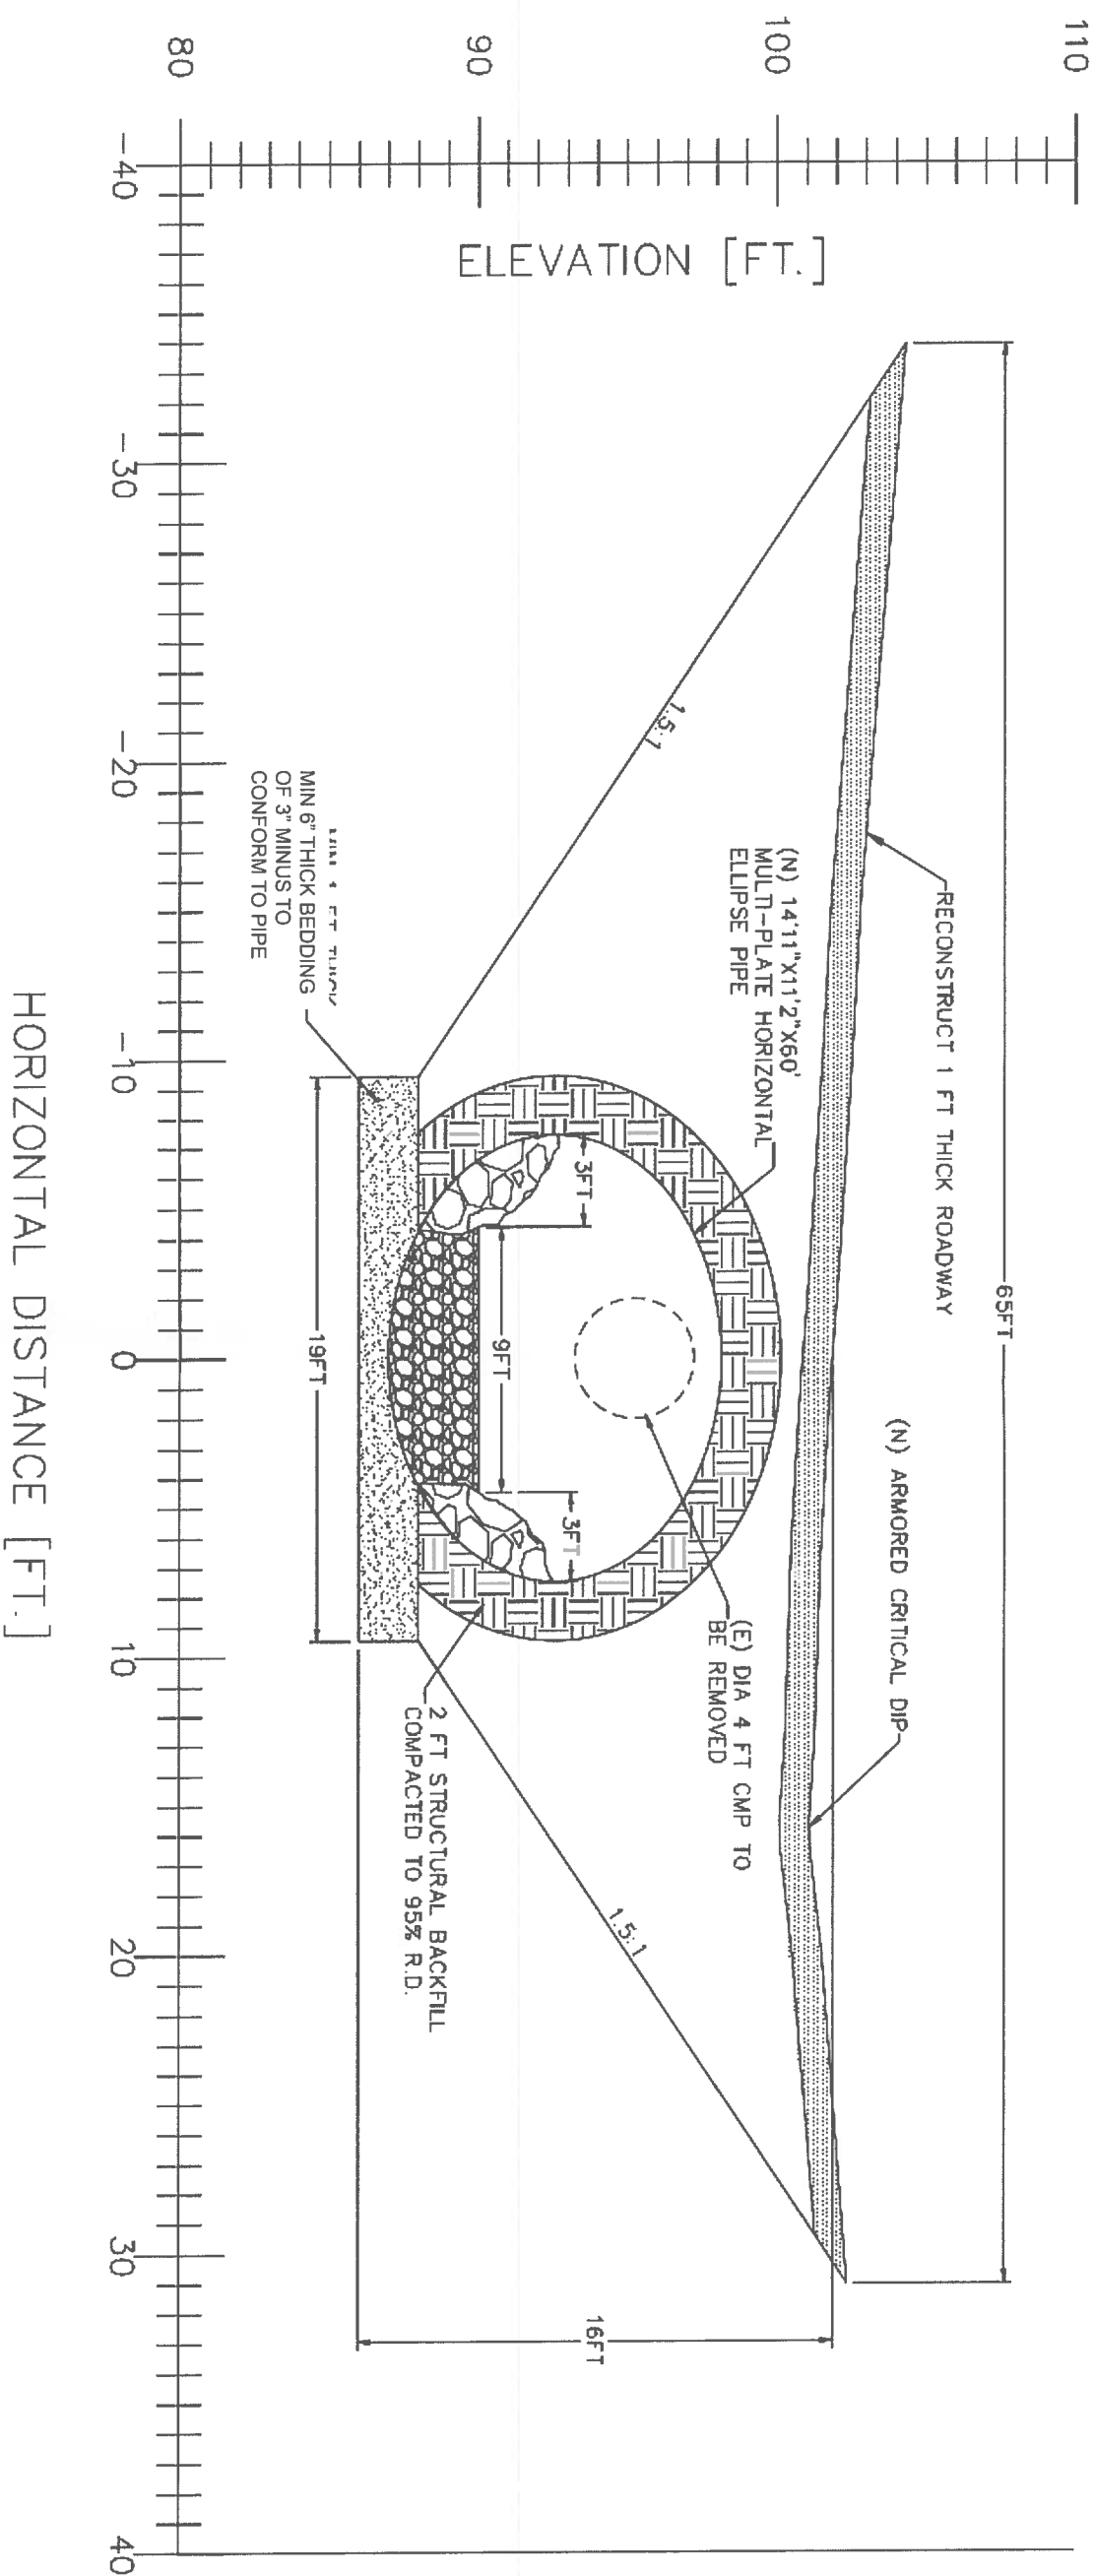 110
100
90
80
ELEVATION [FT.]
-40
-30
-20
-10
0
10
20
30
40
HORIZONTAL DISTANCE [FT.]
65FT
RECONSTRUCT 1 FT THICK ROADWAY
(N) ARMORED CRITICAL DIP
(N) 14'11"X11'2"X60'
MULTI-PLATE HORIZONTAL
ELLIPSE PIPE
(E) DIA 4 FT CMP TO
BE REMOVED
1.5:1
1.5:1
3FT
9FT
3FT
16FT
2 FT STRUCTURAL BACKFILL
COMPACTED TO 95% R.D.
MIN 6" THICK BEDDING
OF 3" MINUS TO
CONFORM TO PIPE
19FT